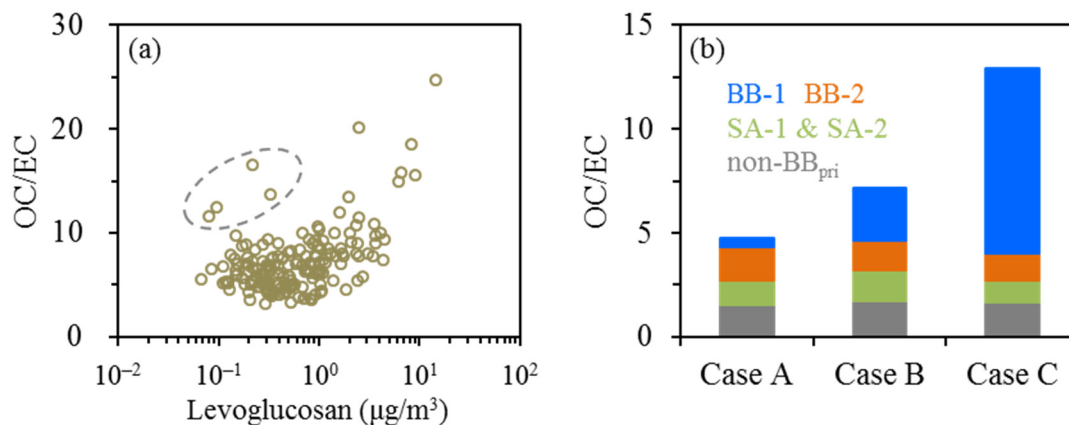 (a)
OC/EC
30
20
10
0
10⁻² 10⁻¹ 10⁰ 10¹ 10²
Levoglucosan (μg/m³)
(b)
OC/EC
15
10
5
0
BB-1 BB-2
SA-1 & SA-2
non-BBpri
Case A Case B Case C